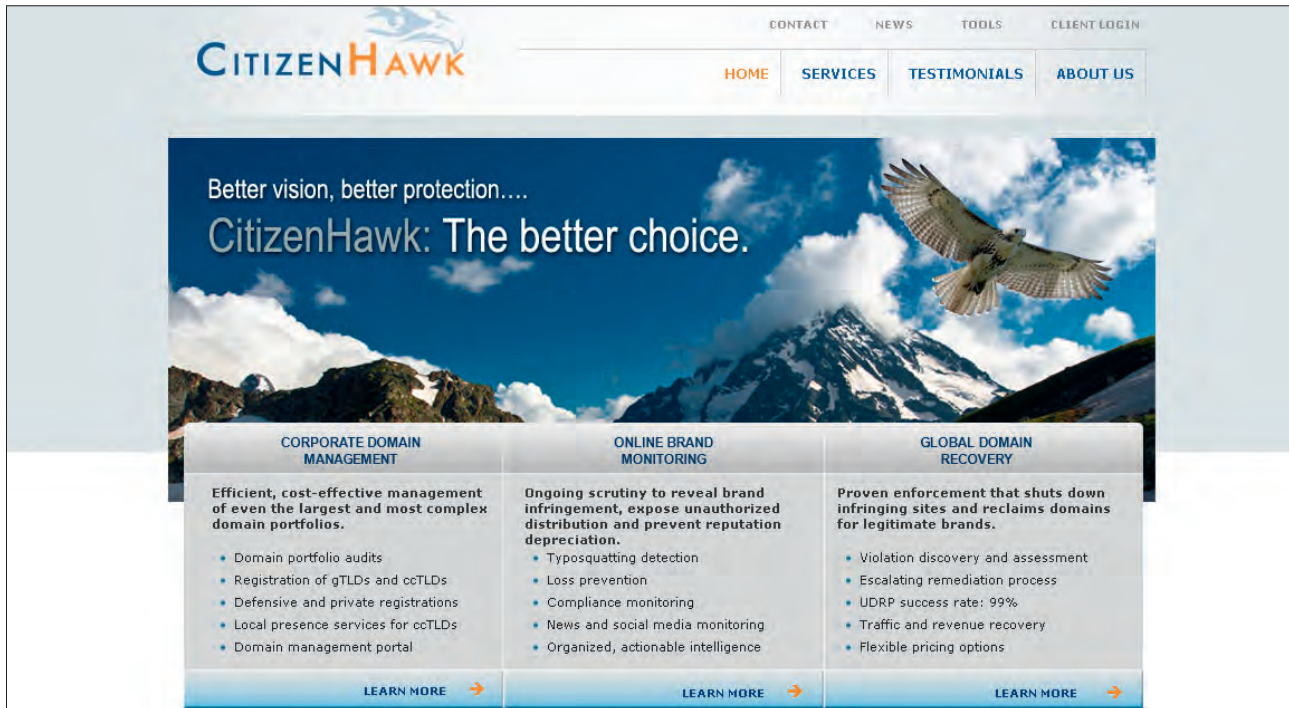 CONTACT NEWS TOOLS CLIENT LOGIN
CITIZENHAWK
HOME SERVICES TESTIMONIALS ABOUT US
Better vision, better protection....
CitizenHawk: The better choice.
CORPORATE DOMAIN
MANAGEMENT
Efficient, cost-effective management
of even the largest and most complex
domain portfolios.
• Domain portfolio audits
• Registration of gTLDs and ccTLDs
• Defensive and private registrations
• Local presence services for ccTLDs
• Domain management portal
LEARN MORE
ONLINE BRAND
MONITORING
Ongoing scrutiny to reveal brand
infringement, expose unauthorized
distribution and prevent reputation
depreciation.
• Typosquatting detection
• Loss prevention
• Compliance monitoring
• News and social media monitoring
• Organized, actionable intelligence
LEARN MORE
GLOBAL DOMAIN
RECOVERY
Proven enforcement that shuts down
infringing sites and reclaims domains
for legitimate brands.
• Violation discovery and assessment
• Escalating remediation process
• UDRP success rate: 99%
• Traffic and revenue recovery
• Flexible pricing options
LEARN MORE